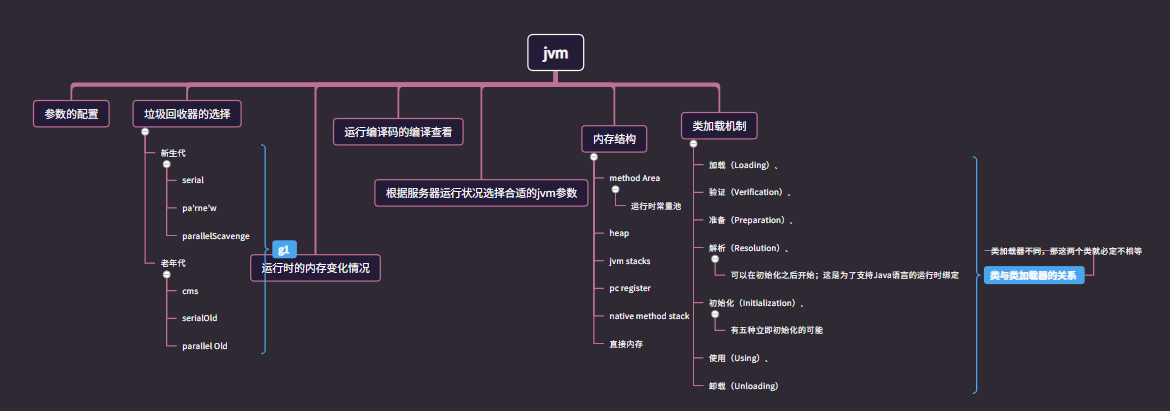 jvm
参数的配置
垃圾回收器的选择
新生代
serial
pa'rne'w
parallelScavenge
老年代
cms
serialOld
parallel Old
g1
运行时的内存变化情况
运行编译码的编译查看
根据服务器运行状况选择合适的jvm参数
内存结构
method Area
运行时常量池
heap
jvm stacks
pc register
native method stack
直接内存
类加载机制
加载（Loading）、
验证（Verification）、
准备（Preparation）、
解析（Resolution）、
可以在初始化之后开始；这是为了支持Java语言的运行时绑定
初始化（Initialization）、
有五种立即初始化的可能
使用（Using）、
卸载（Unloading）
类加载器不同，那这两个类就必定不相等
类与类加载器的关系